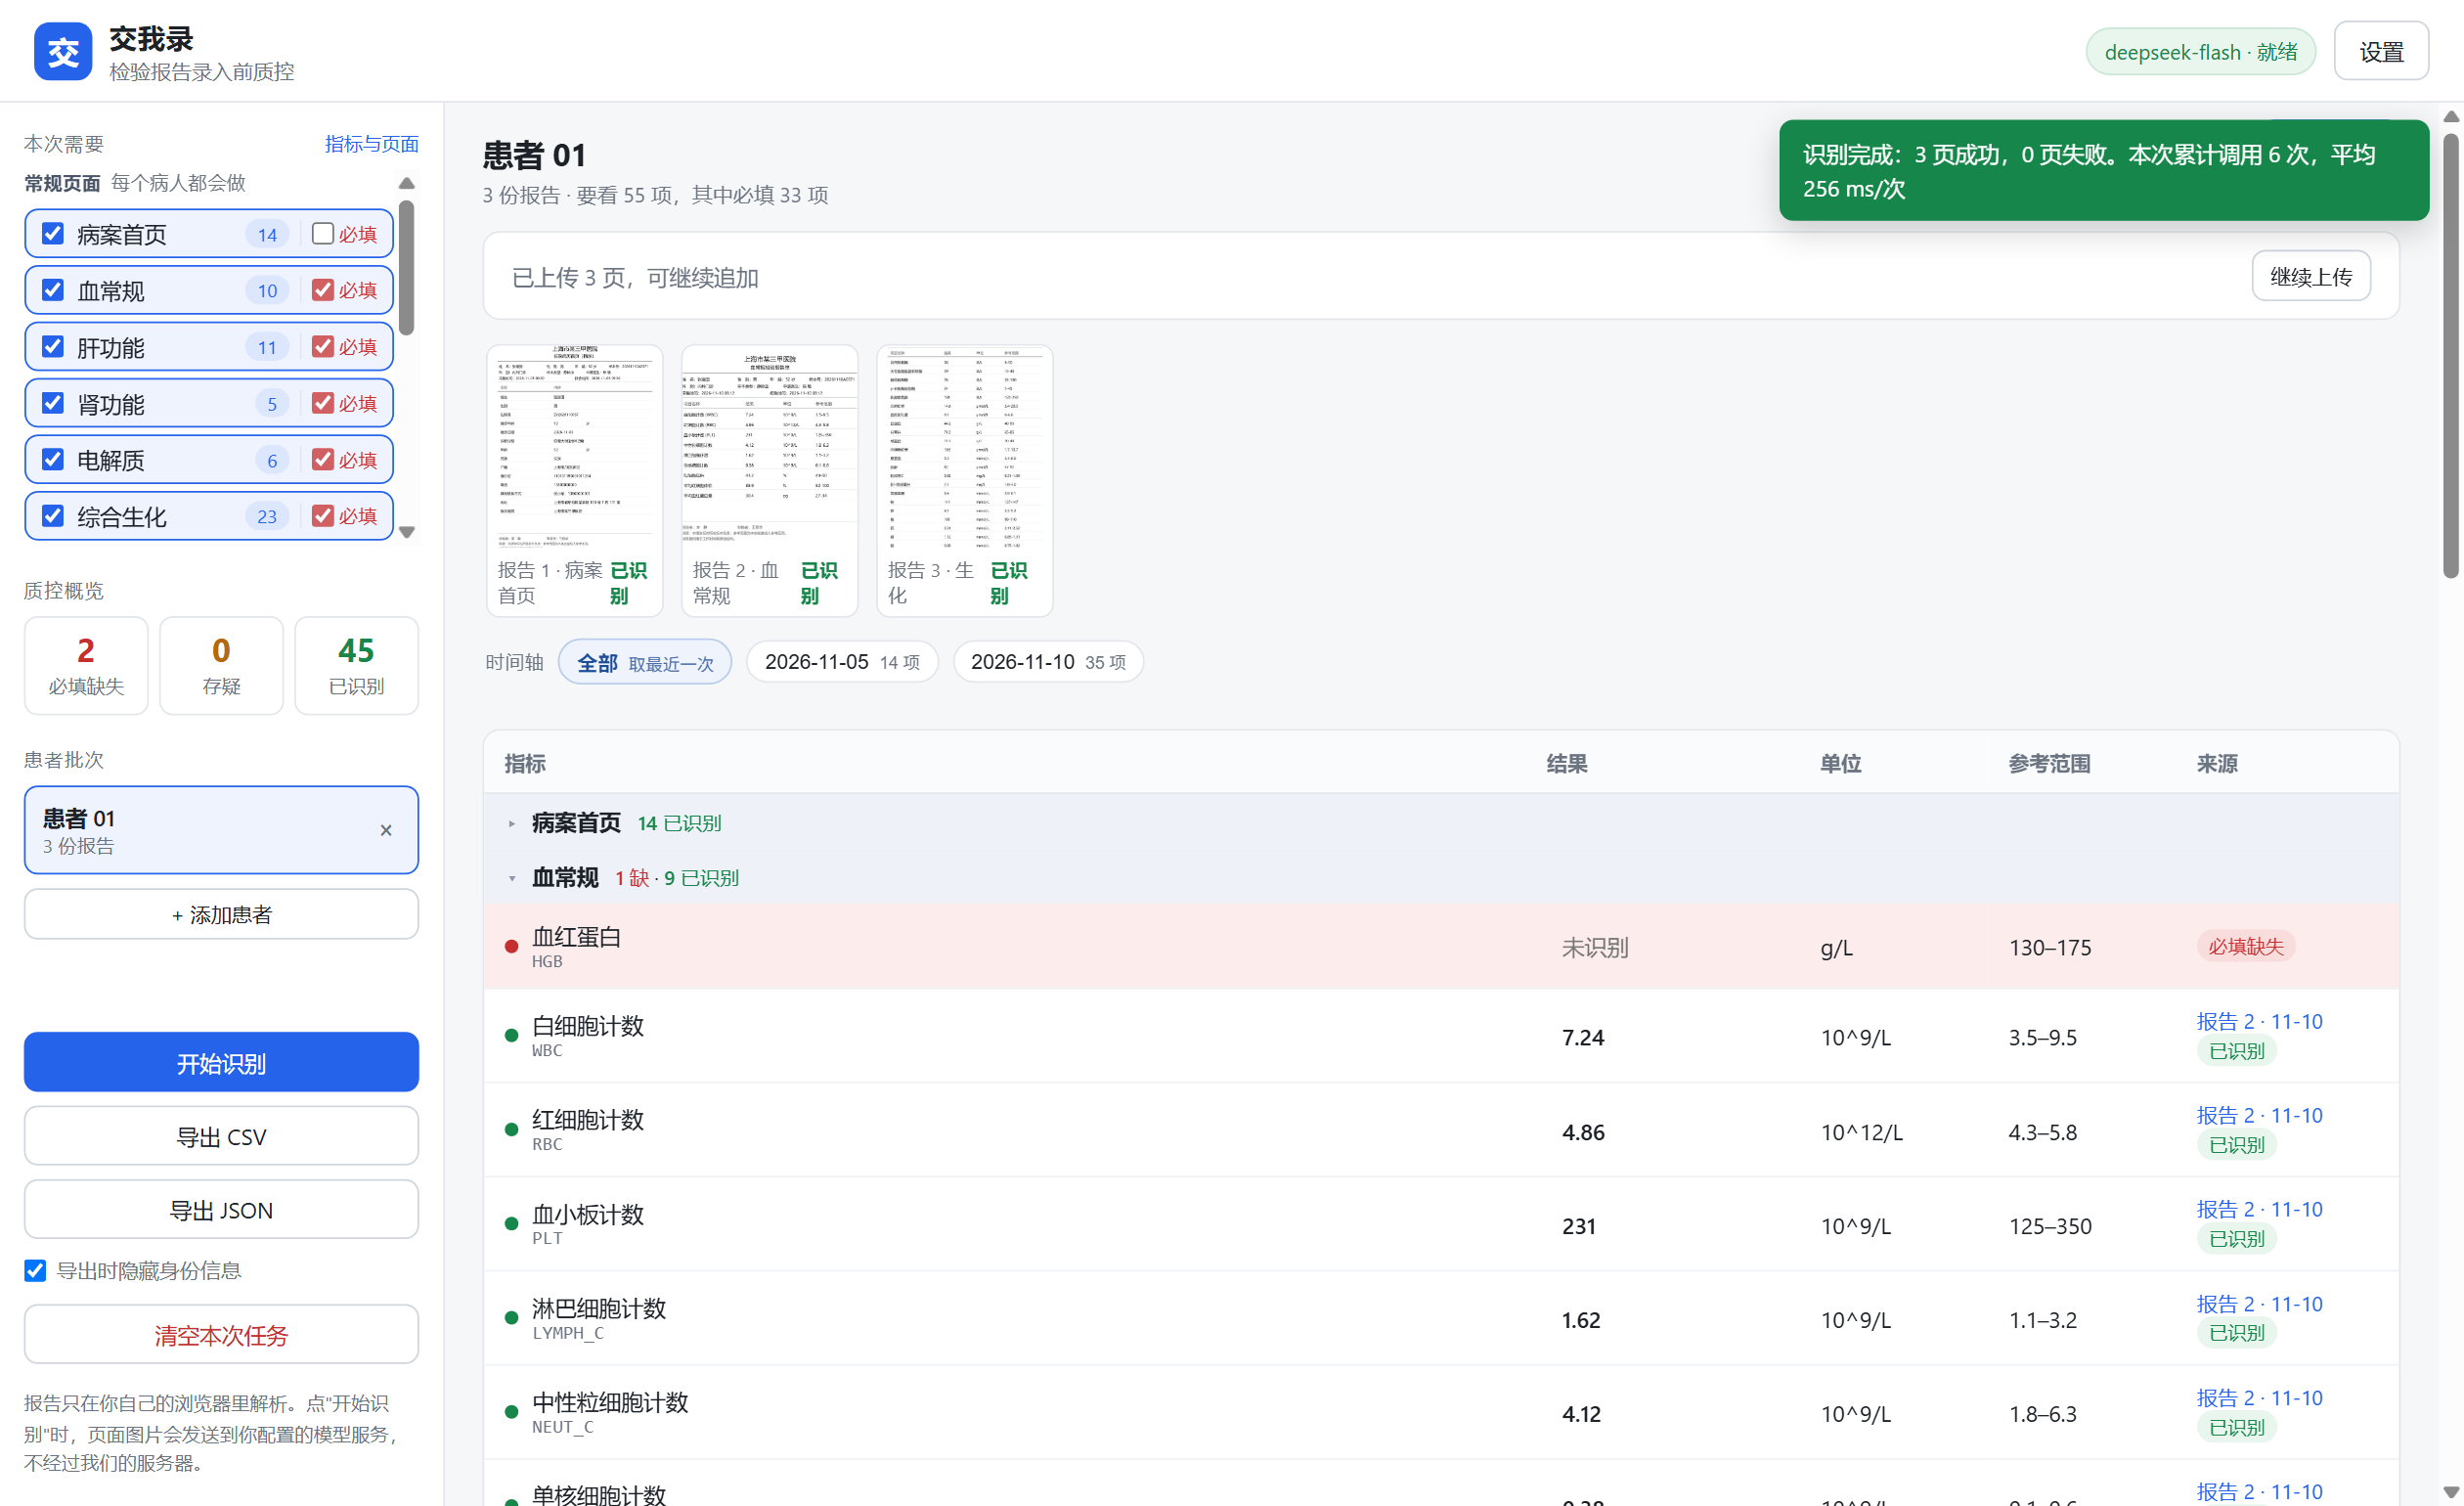 交
交我录
检验报告录入前质控
deepseek-flash · 就绪
设置
本次需要
指标与页面
常规页面 每个病人都会做
病案首页 14 必填
血常规 10 必填
肝功能 11 必填
肾功能 5 必填
电解质 6 必填
综合生化 23 必填
质控概览
2 0 45
必填缺失 存疑 已识别
患者批次
患者 01
3 份报告
×
+ 添加患者
开始识别
导出 CSV
导出 JSON
导出时隐藏身份信息
清空本次任务
报告只在你自己的浏览器里解析。点"开始识
别"时，页面图片会发送到你配置的模型服务，
不经过我们的服务器。
患者 01
3 份报告 · 要看 55 项，其中必填 33 项
识别完成：3 页成功，0 页失败。本次累计调用 6 次，平均
256 ms/次
已上传 3 页，可继续追加
继续上传
上海市某三甲医院
报告 1 · 病案首页 已识别
报告 2 · 血常规 已识别
报告 3 · 生化 已识别
时间轴 全部 取最近一次 2026-11-05 14 项 2026-11-10 35 项
指标 结果 单位 参考范围 来源
病案首页 14 已识别
血常规 1 缺 · 9 已识别
血红蛋白
HGB
未识别 g/L 130–175 必填缺失
白细胞计数
WBC
7.24 10^9/L 3.5–9.5 报告 2 · 11-10
已识别
红细胞计数
RBC
4.86 10^12/L 4.3–5.8 报告 2 · 11-10
已识别
血小板计数
PLT
231 10^9/L 125–350 报告 2 · 11-10
已识别
淋巴细胞计数
LYMPH_C
1.62 10^9/L 1.1–3.2 报告 2 · 11-10
已识别
中性粒细胞计数
NEUT_C
4.12 10^9/L 1.8–6.3 报告 2 · 11-10
已识别
单核细胞计数
报告 2 · 11-10